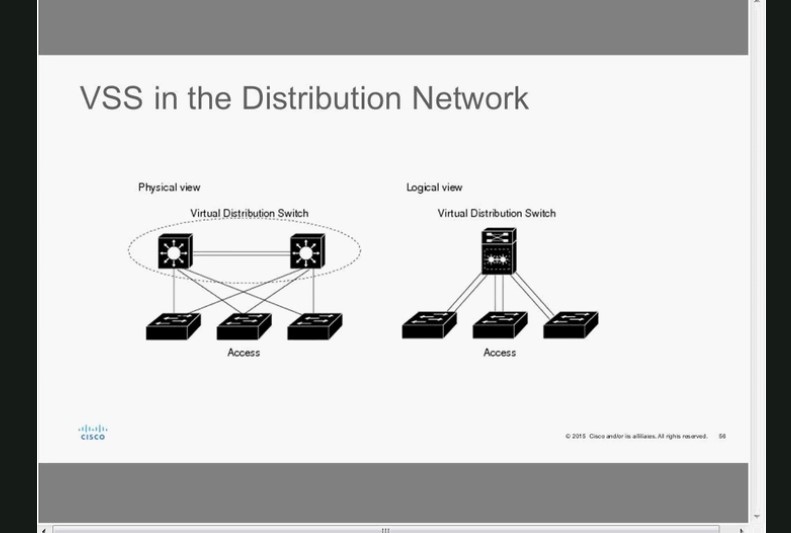 VSS in the Distribution Network
Physical view
Virtual Distribution Switch
Access
Logical view
Virtual Distribution Switch
Access
CISCO
© 2015 Cisco and/or its affiliates. All rights reserved. 56